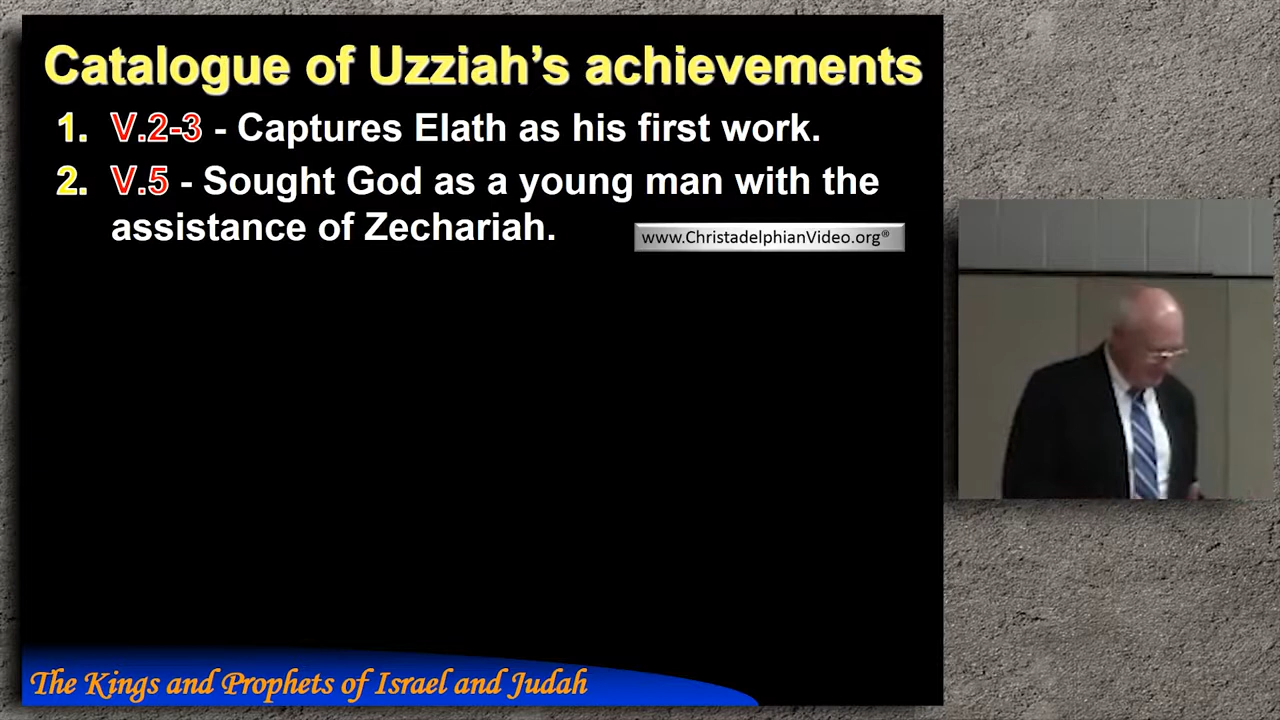 Catalogue of Uzziah's achievements
1. V.2-3 - Captures Elath as his first work.
2. V.5 - Sought God as a young man with the
assistance of Zechariah.
www.ChristadelphianVideo.org®
The Kings and Prophets of Israel and Judah